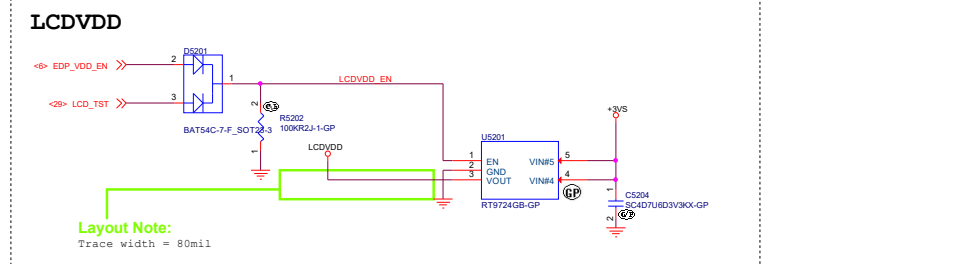 LCDVDD
D5201
<6> EDP_VDD_EN
2
1
LCDVDD_EN
<29> LCD_TST
3
2
R5202
100KR2J-1-GP
BAT54C-7-F_SOT23-3
1
LCDVDD
+3VS
U5201
1
EN
VIN#5
5
2
GND
3
VOUT
VIN#4
4
GP
RT9724GB-GP
1
C5204
SC4D7U6D3V3KX-GP
2
Layout Note:
Trace width = 80mil